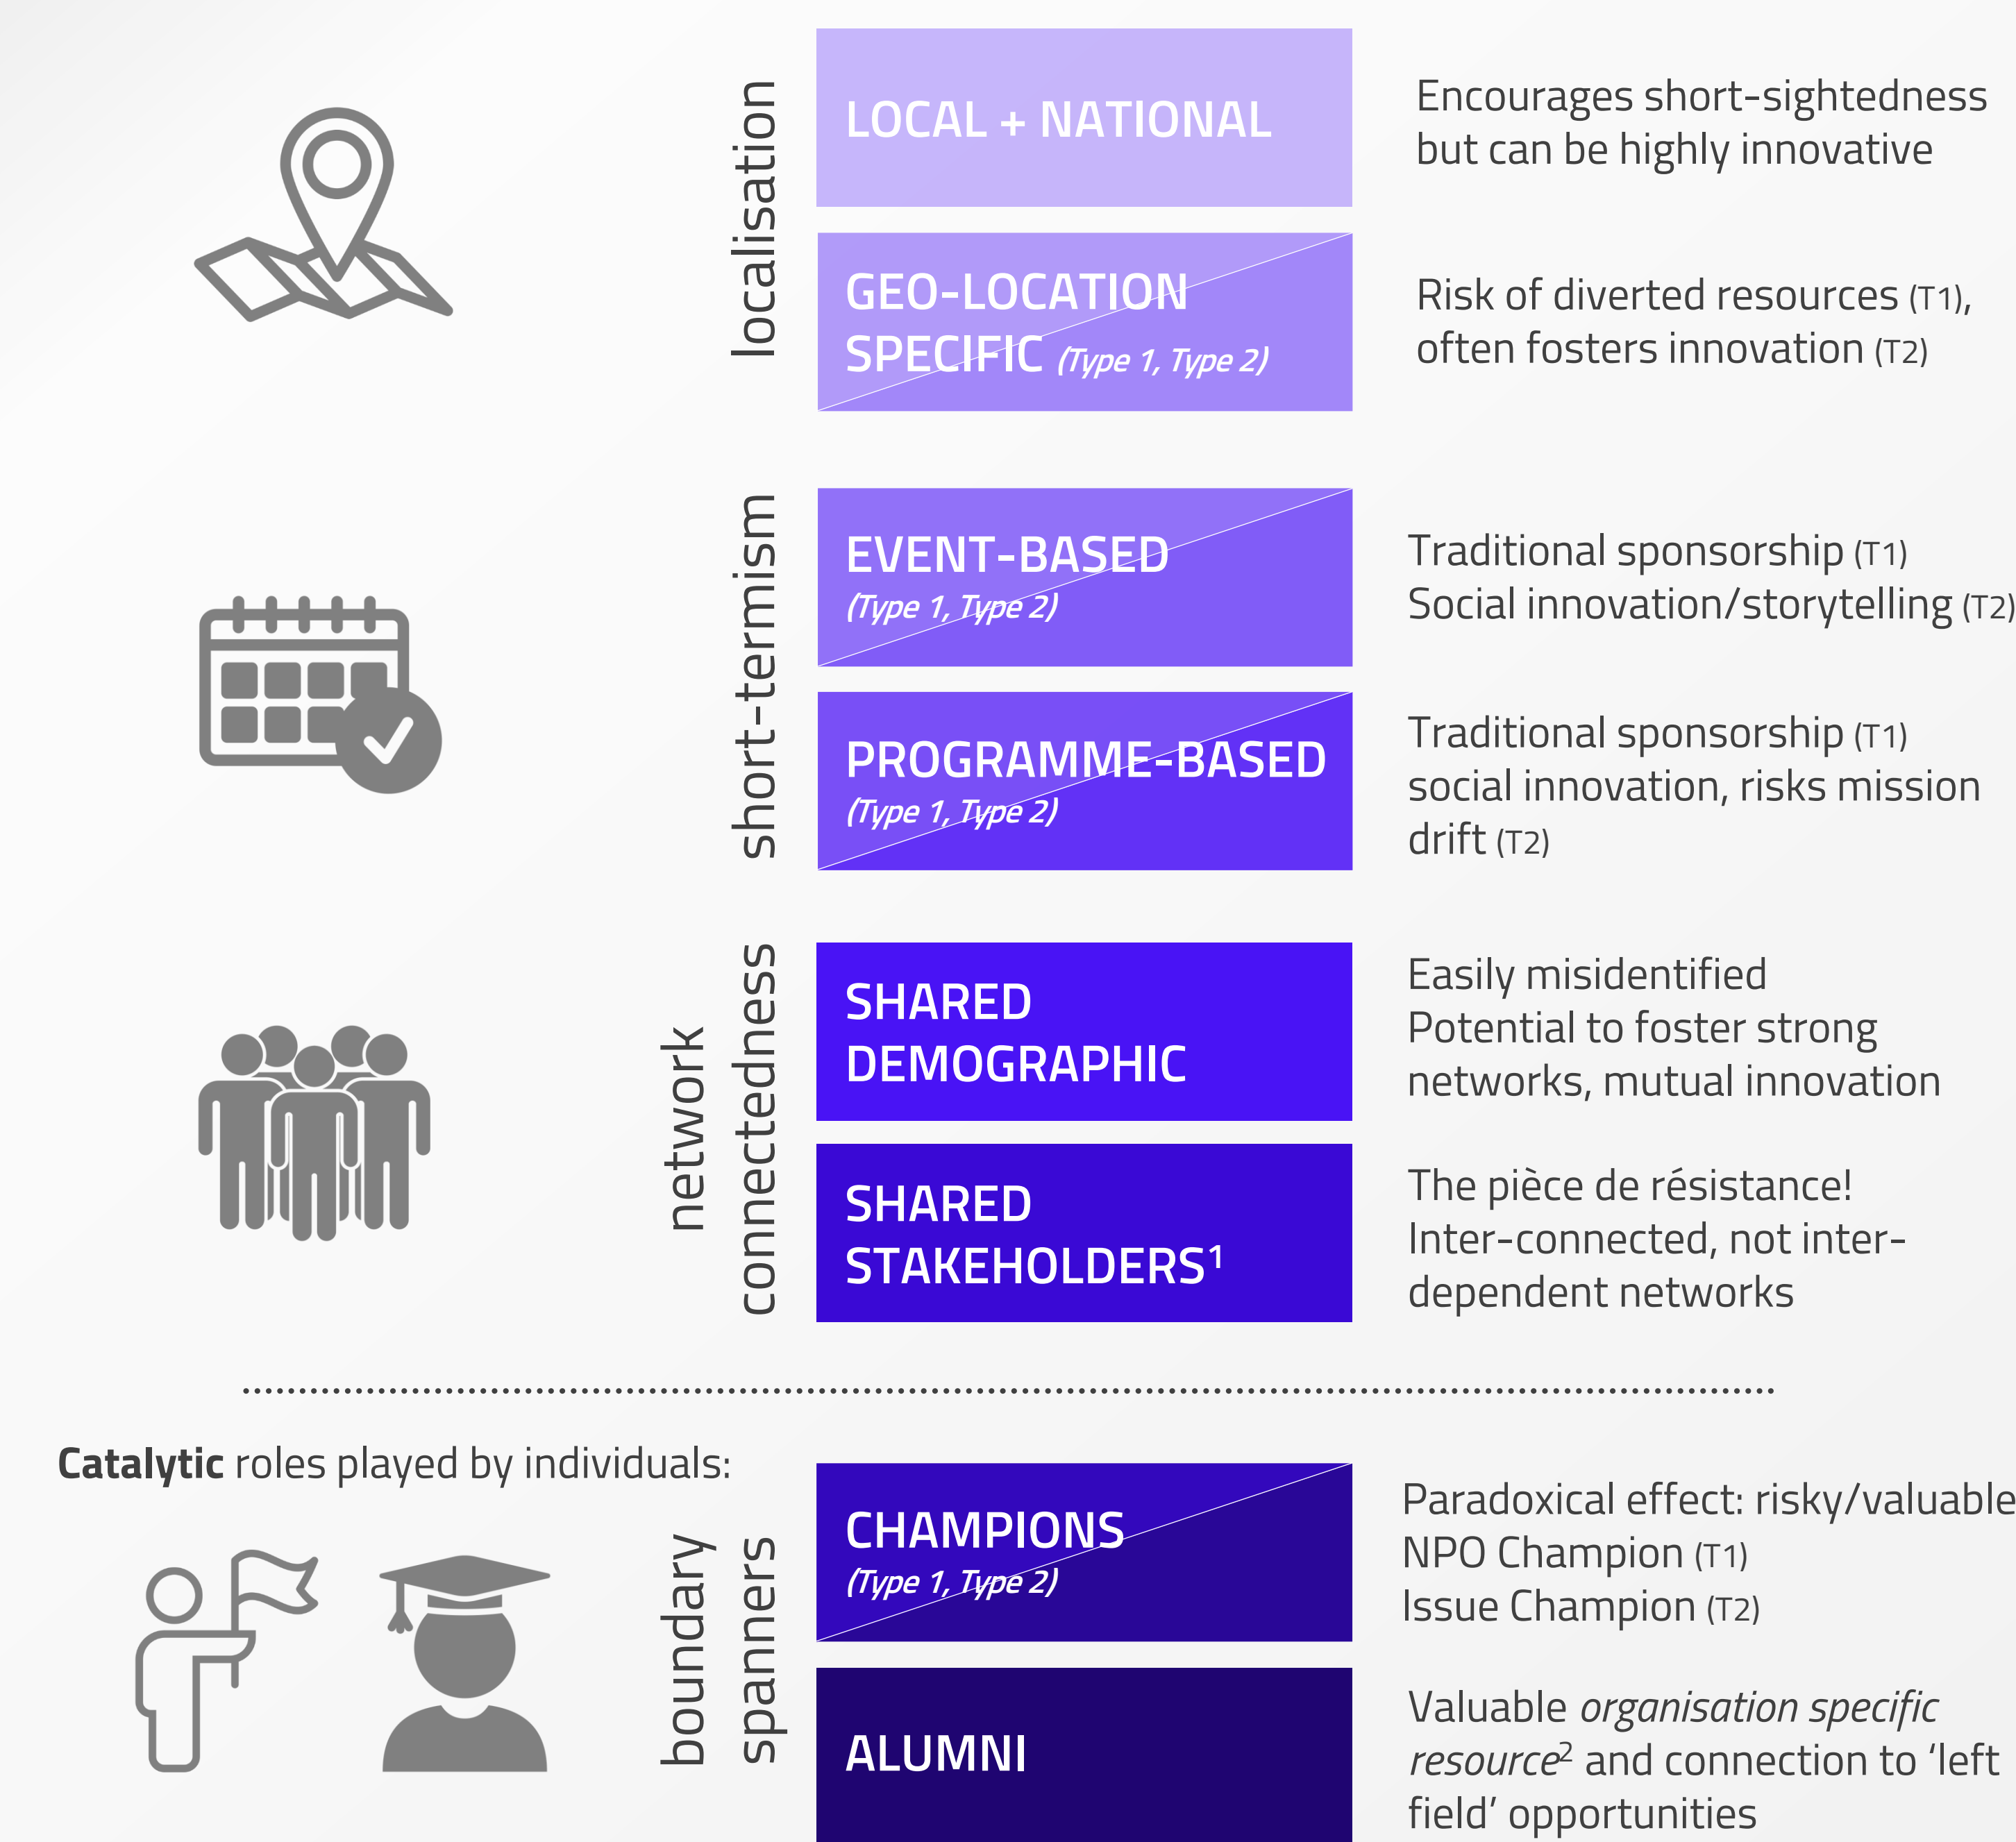 localisation
LOCAL + NATIONAL
Encourages short-sightedness
but can be highly innovative
GEO-LOCATION
SPECIFIC (Type 1, Type 2)
Risk of diverted resources (T1),
often fosters innovation (T2)
short-termism
EVENT-BASED
(Type 1, Type 2)
Traditional sponsorship (T1)
Social innovation/storytelling (T2)
PROGRAMME-BASED
(Type 1, Type 2)
Traditional sponsorship (T1)
social innovation, risks mission
drift (T2)
network
connectedness
SHARED
DEMOGRAPHIC
Easily misidentified
Potential to foster strong
networks, mutual innovation
SHARED
STAKEHOLDERS¹
The pièce de résistance!
Inter-connected, not inter-
dependent networks
Catalytic roles played by individuals:
boundary
spanners
CHAMPIONS
(Type 1, Type 2)
Paradoxical effect: risky/valuable
NPO Champion (T1)
Issue Champion (T2)
ALUMNI
Valuable organisation specific
resource² and connection to ‘left
field’ opportunities